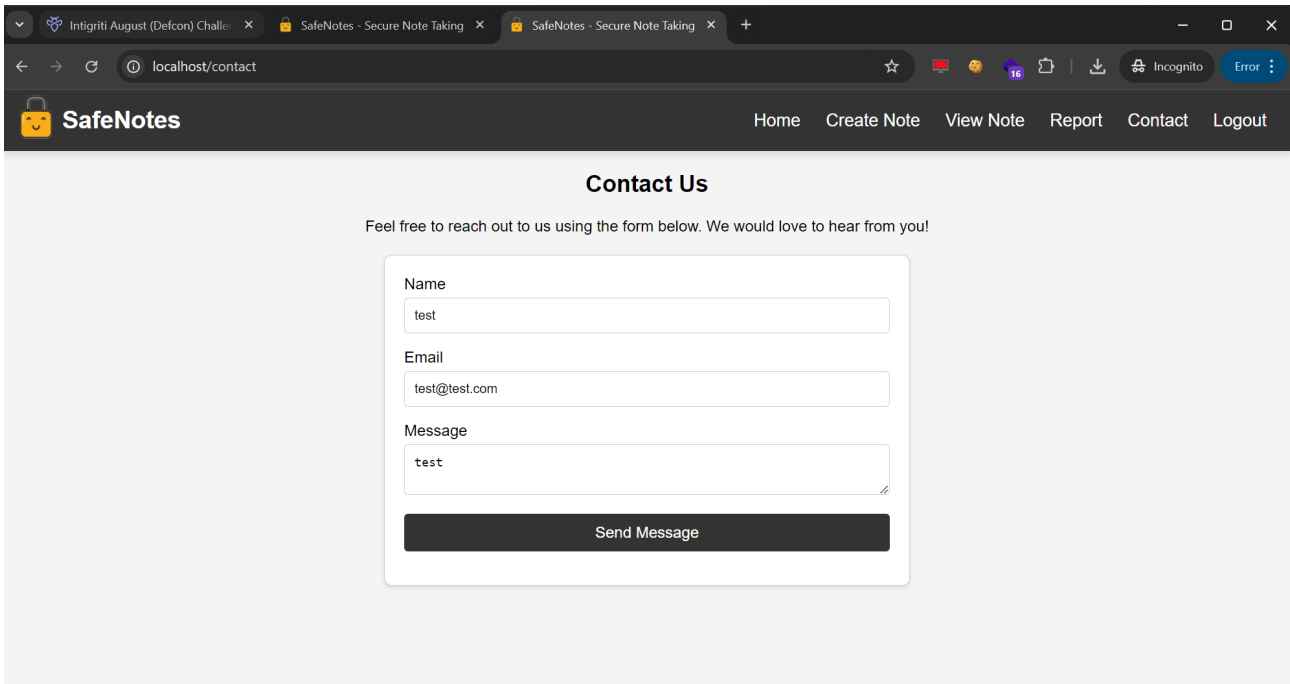 Intigriti August (Defcon) Challe
SafeNotes - Secure Note Taking
SafeNotes - Secure Note Taking
localhost/contact
16
Incognito
Error
SafeNotes
Home
Create Note
View Note
Report
Contact
Logout
Contact Us
Feel free to reach out to us using the form below. We would love to hear from you!
Name
test
Email
test@test.com
Message
test
Send Message